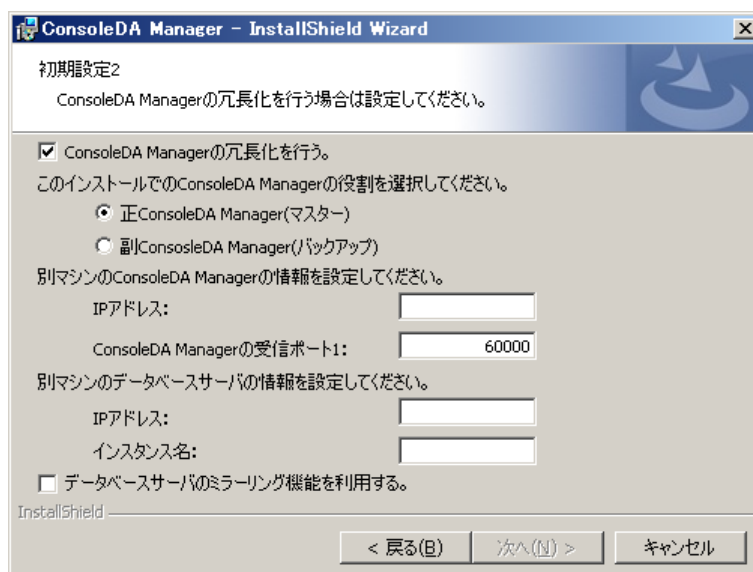 ConsoleDA Manager - InstallShield Wizard
初期設定2
ConsoleDA Managerの冗長化を行う場合は設定してください。
ConsoleDA Managerの冗長化を行う。
このインストールでのConsoleDA Managerの役割を選択してください。
正ConsoleDA Manager(マスター)
副ConsosleDA Manager(バックアップ)
別マシンのConsoleDA Managerの情報を設定してください。
IPアドレス:
ConsoleDA Managerの受信ポート1: 60000
別マシンのデータベースサーバの情報を設定してください。
IPアドレス:
インスタンス名:
データベースサーバのミラーリング機能を利用する。
InstallShield
< 戻る(B) 次へ(N) > キャンセル